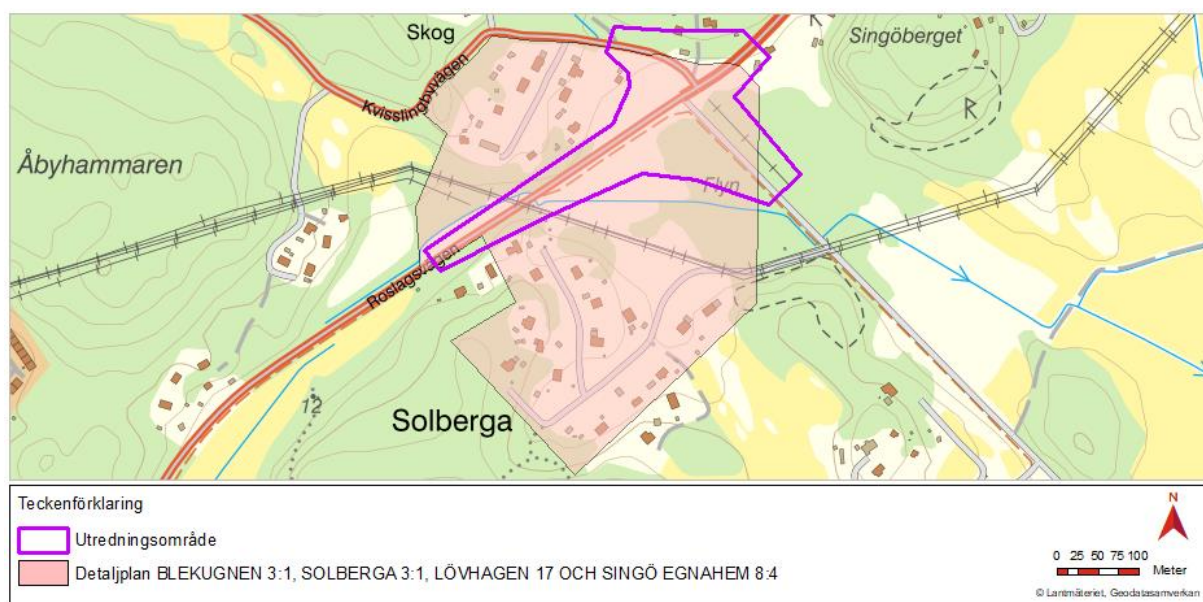 Skog
Singöberget
R
Kvisslingbyvägen
R
Åbyhammaren
Flyn
Roslagsvägen
12
Solberga
Teckenförklaring
Utredningsområde
Detaljplan BLEKUGNEN 3:1, SOLBERGA 3:1, LÖVHAGEN 17 OCH SINGÖ EGNAHEM 8:4
N
0 25 50 75 100
Meter
© Lantmäteriet, Geodatasamverkan